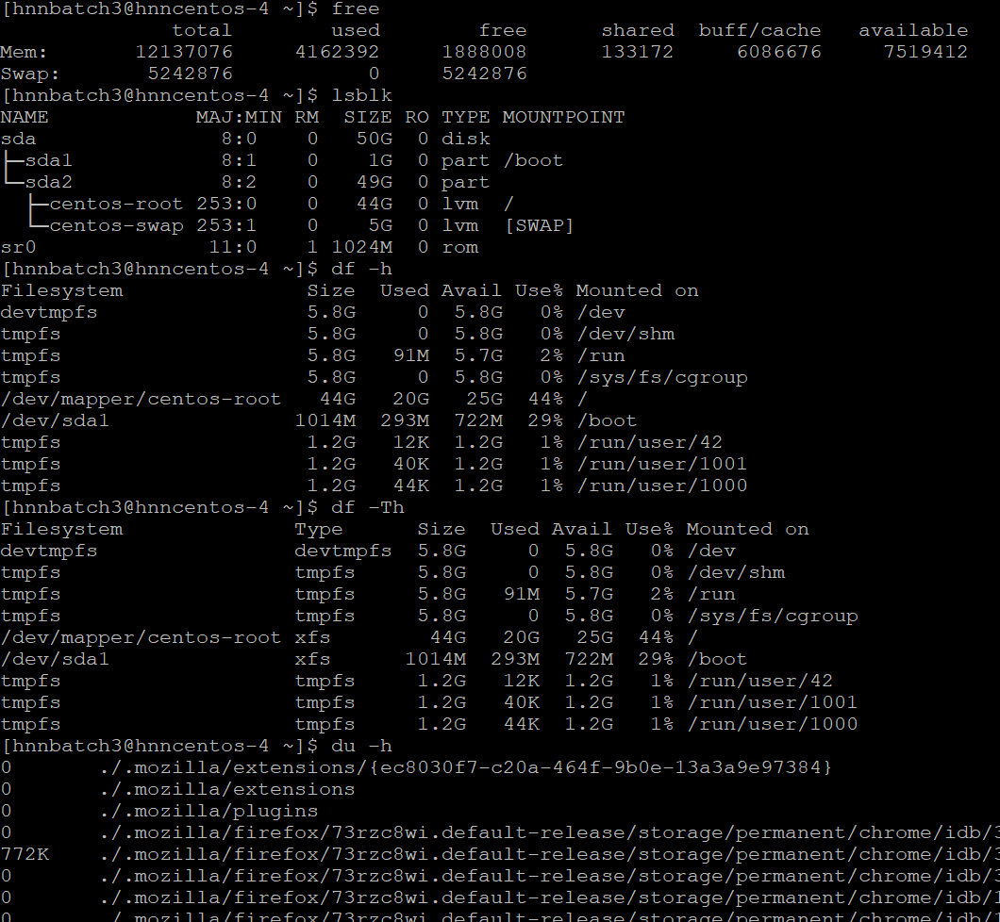 [hnnbatch3@hnncentos-4 ~]$ free
              total        used        free      shared  buff/cache   available
Mem:       12137076     4162392     1888008      133172     6086676     7519412
Swap:       5242876           0     5242876
[hnnbatch3@hnncentos-4 ~]$ lsblk
NAME            MAJ:MIN RM   SIZE RO TYPE MOUNTPOINT
sda               8:0    0    50G  0 disk
├─sda1            8:1    0     1G  0 part /boot
└─sda2            8:2    0    49G  0 part
  ├─centos-root 253:0    0    44G  0 lvm  /
  └─centos-swap 253:1    0     5G  0 lvm  [SWAP]
sr0              11:0    1 1024M  0 rom
[hnnbatch3@hnncentos-4 ~]$ df -h
Filesystem               Size  Used Avail Use% Mounted on
devtmpfs                 5.8G     0  5.8G   0% /dev
tmpfs                    5.8G     0  5.8G   0% /dev/shm
tmpfs                    5.8G   91M  5.7G   2% /run
tmpfs                    5.8G     0  5.8G   0% /sys/fs/cgroup
/dev/mapper/centos-root   44G   20G   25G  44% /
/dev/sda1               1014M  293M  722M  29% /boot
tmpfs                    1.2G   12K  1.2G   1% /run/user/42
tmpfs                    1.2G   40K  1.2G   1% /run/user/1001
tmpfs                    1.2G   44K  1.2G   1% /run/user/1000
[hnnbatch3@hnncentos-4 ~]$ df -Th
Filesystem              Type      Size  Used Avail Use% Mounted on
devtmpfs                devtmpfs  5.8G     0  5.8G   0% /dev
tmpfs                   tmpfs     5.8G     0  5.8G   0% /dev/shm
tmpfs                   tmpfs     5.8G   91M  5.7G   2% /run
tmpfs                   tmpfs     5.8G     0  5.8G   0% /sys/fs/cgroup
/dev/mapper/centos-root xfs        44G   20G   25G  44% /
/dev/sda1               xfs      1014M  293M  722M  29% /boot
tmpfs                   tmpfs     1.2G   12K  1.2G   1% /run/user/42
tmpfs                   tmpfs     1.2G   40K  1.2G   1% /run/user/1001
tmpfs                   tmpfs     1.2G   44K  1.2G   1% /run/user/1000
[hnnbatch3@hnncentos-4 ~]$ du -h
0       ./.mozilla/extensions/{ec8030f7-c20a-464f-9b0e-13a3a9e97384}
0       ./.mozilla/extensions
0       ./.mozilla/plugins
0       ./.mozilla/firefox/73rzc8wi.default-release/storage/permanent/chrome/idb/
772K    ./.mozilla/firefox/73rzc8wi.default-release/storage/permanent/chrome/idb/
0       ./.mozilla/firefox/73rzc8wi.default-release/storage/permanent/chrome/idb/
0       ./.mozilla/firefox/73rzc8wi.default-release/storage/permanent/chrome/idb/
0       ./.mozilla/firefox/73rzc8wi.default-release/storage/permanent/chrome/idb/